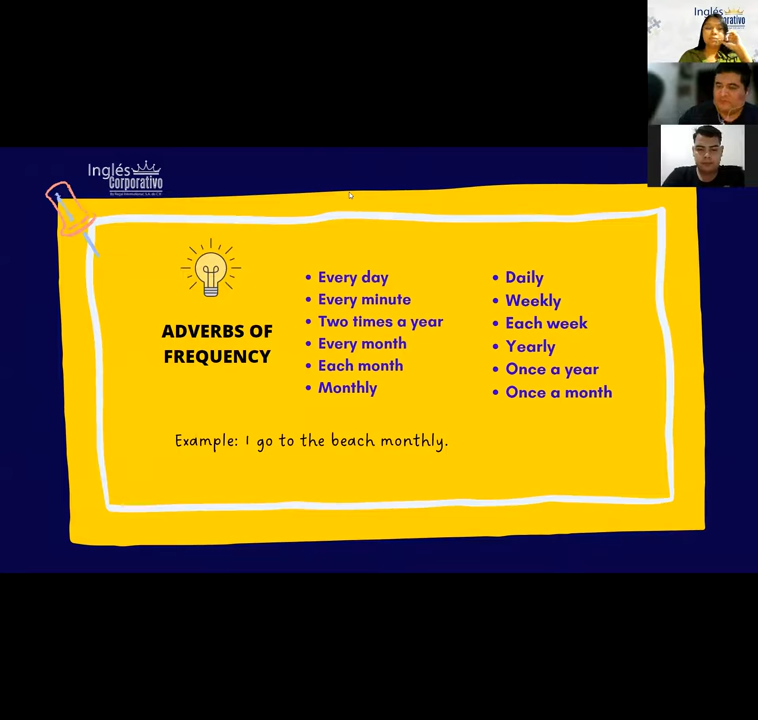 Inglés
Corporativo
Inglés
Corporativo
ADVERBS OF
FREQUENCY
• Every day
• Every minute
• Two times a year
• Every month
• Each month
• Monthly
• Daily
• Weekly
• Each week
• Yearly
• Once a year
• Once a month
Example: I go to the beach monthly.